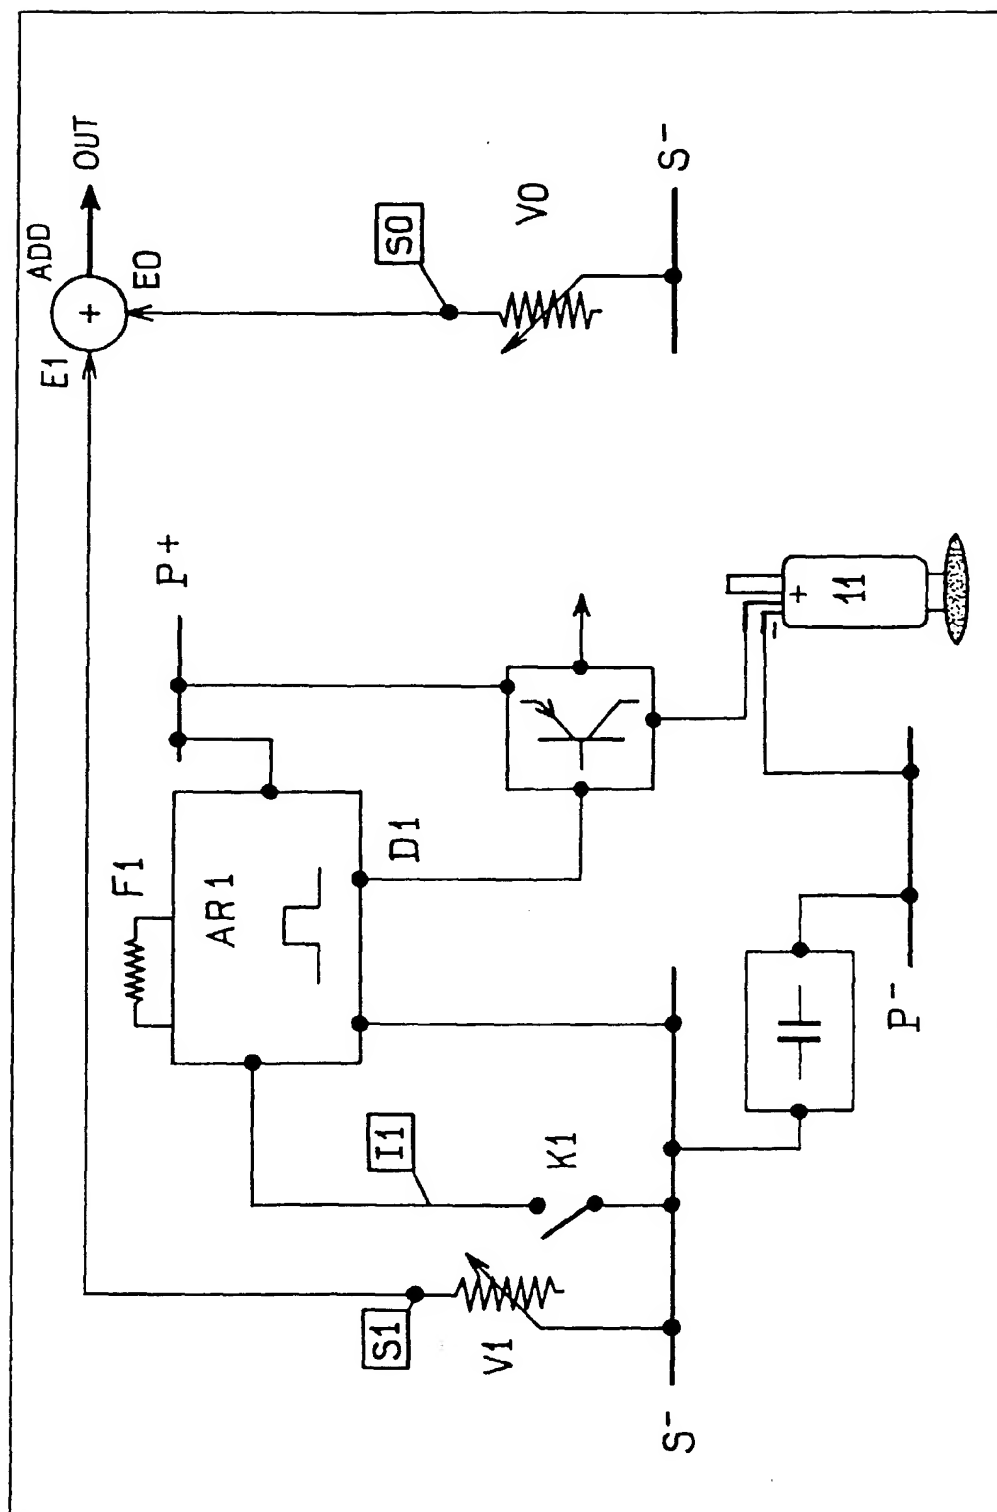 ADD
OUT
E1
+
E0
S0
V0
S-
P+
F1
AR1
D1
I1
K1
S1
V1
S-
P-
-
+
11